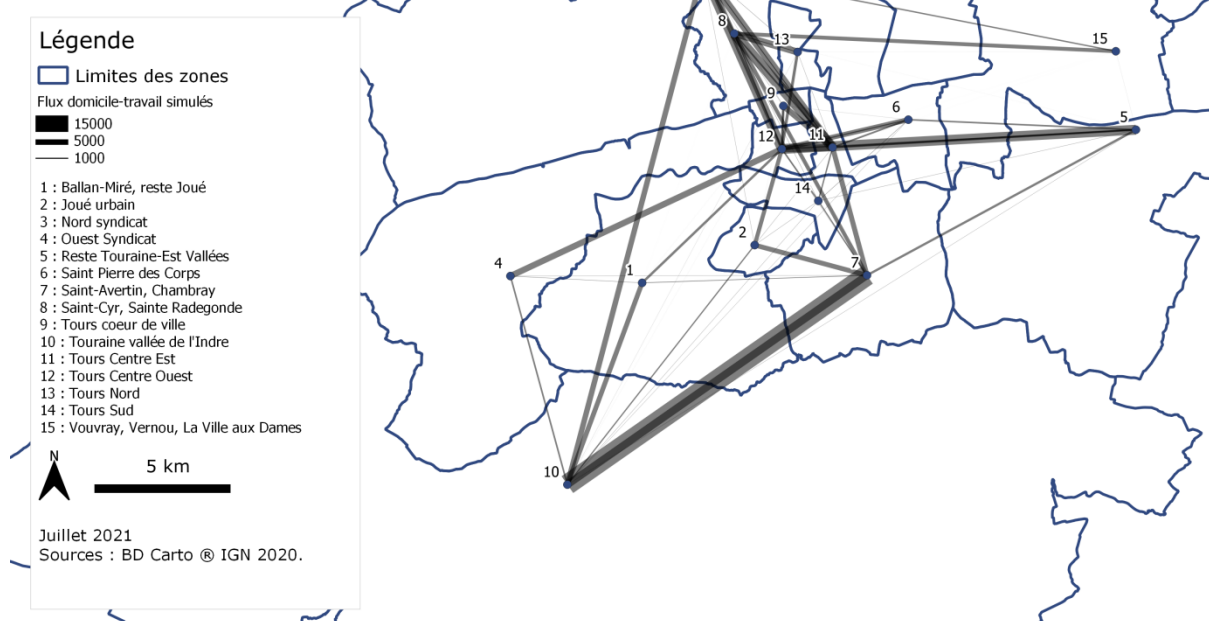 Légende
Limites des zones
Flux domicile-travail simulés
15000
5000
1000
1 : Ballan-Miré, reste Joué
2 : Joué urbain
3 : Nord syndicat
4 : Ouest Syndicat
5 : Reste Touraine-Est Vallées
6 : Saint Pierre des Corps
7 : Saint-Avertin, Chambray
8 : Saint-Cyr, Sainte Radegonde
9 : Tours coeur de ville
10 : Touraine vallée de l'Indre
11 : Tours Centre Est
12 : Tours Centre Ouest
13 : Tours Nord
14 : Tours Sud
15 : Vouvray, Vernou, La Ville aux Dames
N
5 km
Juillet 2021
Sources : BD Carto ® IGN 2020.
8
13
15
9
6
5
12
11
14
2
4
1
7
10